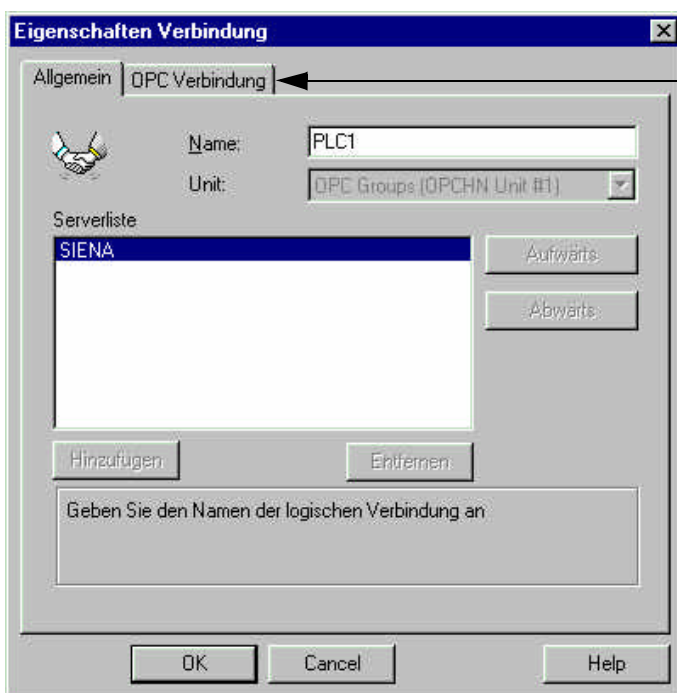 Eigenschaften Verbindung
Allgemein
OPC Verbindung
Name:
PLC1
Unit:
OPC Groups (OPCHN Unit #1)
Serverliste
SIENA
Aufwärts
Abwärts
Hinzufügen
Entfernen
Geben Sie den Namen der logischen Verbindung an
OK
Cancel
Help